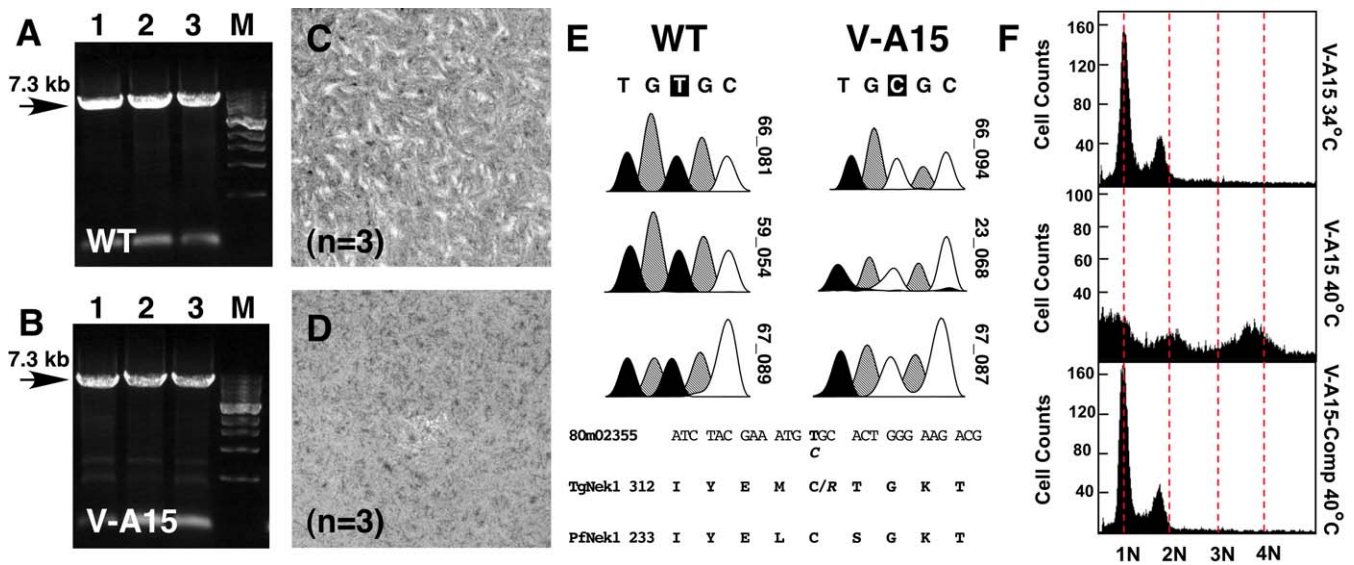 A
1 2 3 M
7.3 kb
WT
B
1 2 3 M
7.3 kb
V-A15
C
(n=3)
D
(n=3)
E
WT V-A15
T G T G C T G C G C
66_081
66_094
59_054
23_068
67_089
67_087
80m02355 ATC TAC GAA ATG TGC ACT GGG AAG ACG
C
TgNek1 312 I Y E M C/R T G K T
PfNek1 233 I Y E L C S G K T
F
160
120
80
40
Cell Counts
V-A15 34°C
100
80
40
Cell Counts
V-A15 40°C
160
120
80
40
Cell Counts
V-A15-Comp 40°C
1N 2N 3N 4N